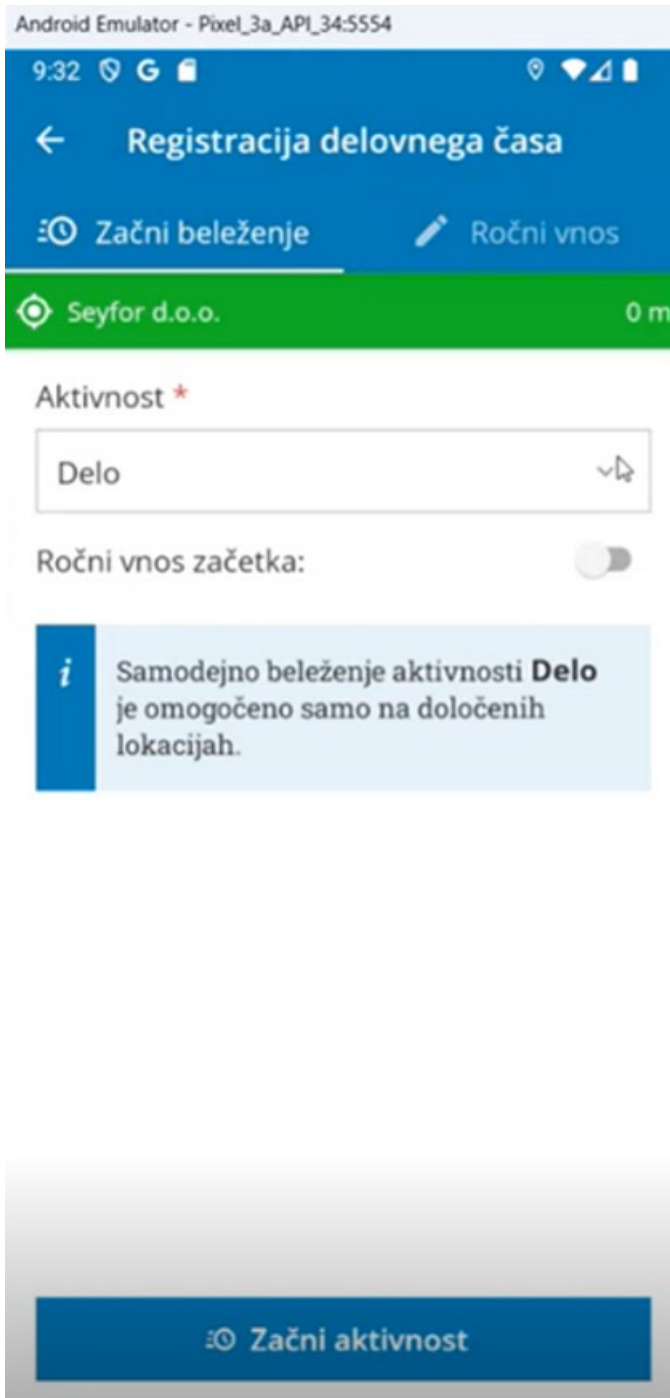 Android Emulator - Pixel_3a_API_34:5554
9:32 G
Registracija delovnega časa
Začni beleženje Ročni vnos
Seyfor d.o.o. 0 m
Aktivnost *
Delo
Ročni vnos začetka:
i Samodejno beleženje aktivnosti Delo
je omogočeno samo na določenih
lokacijah.
Začni aktivnost